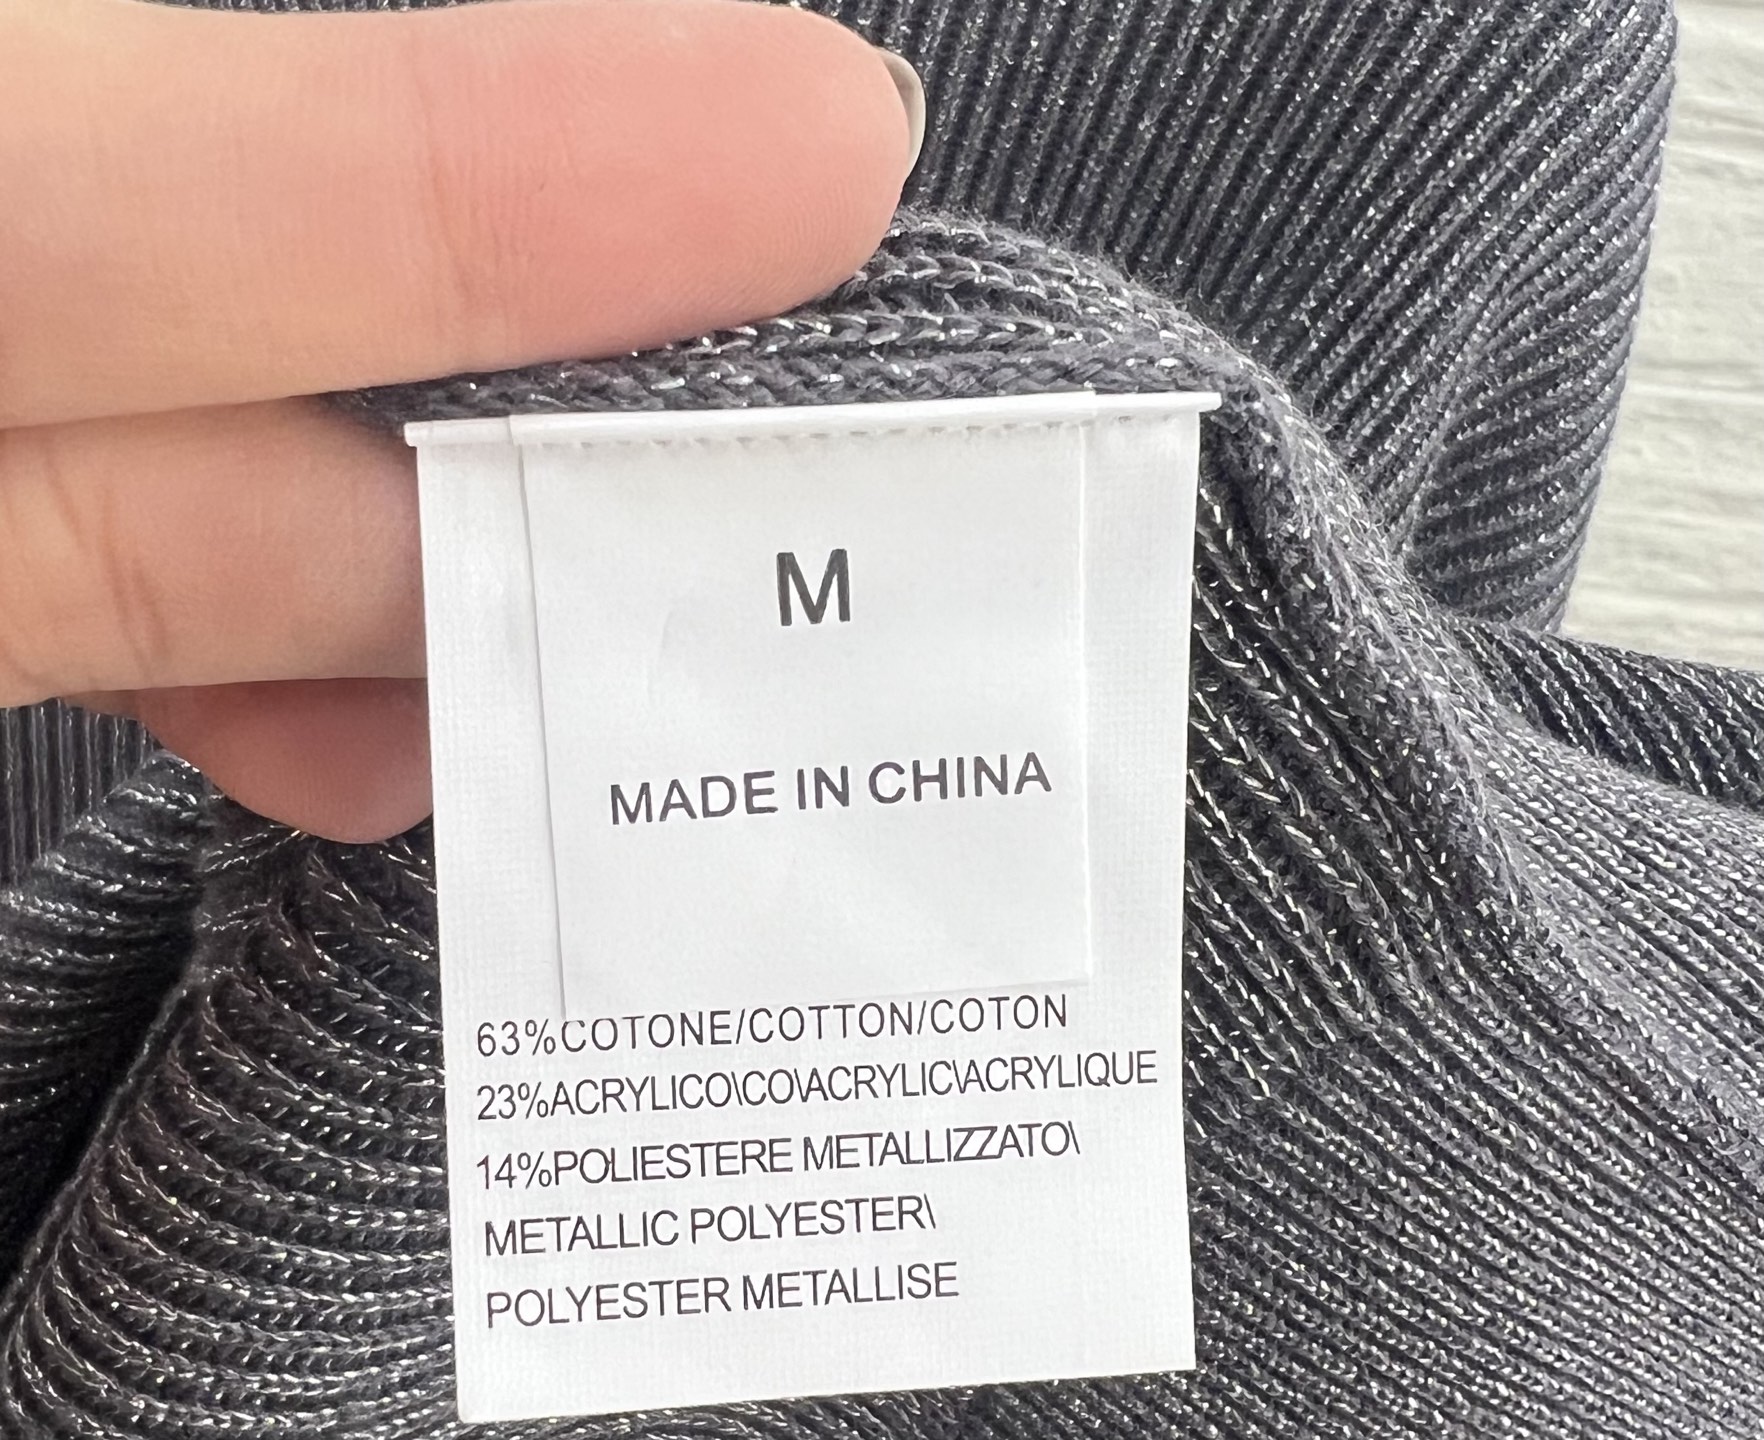 M
MADE IN CHINA
63%COTONE/COTTON/COTON
23%ACRYLICO\CO\ACRYLIC\ACRYLIQUE
14%POLIESTERE METALLIZZATO\
METALLIC POLYESTER\
POLYESTER METALLISE